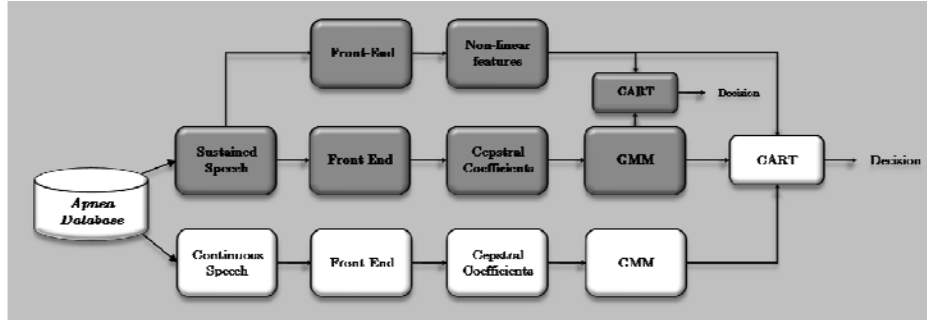 Front-End
Non-linear
features
CART
Decision
Sustained
Speech
Front End
Cepstral
Coefficients
GMM
CART
Decision
Apnea
Database
Continuous
Speech
Front End
Cepstral
Coefficients
GMM